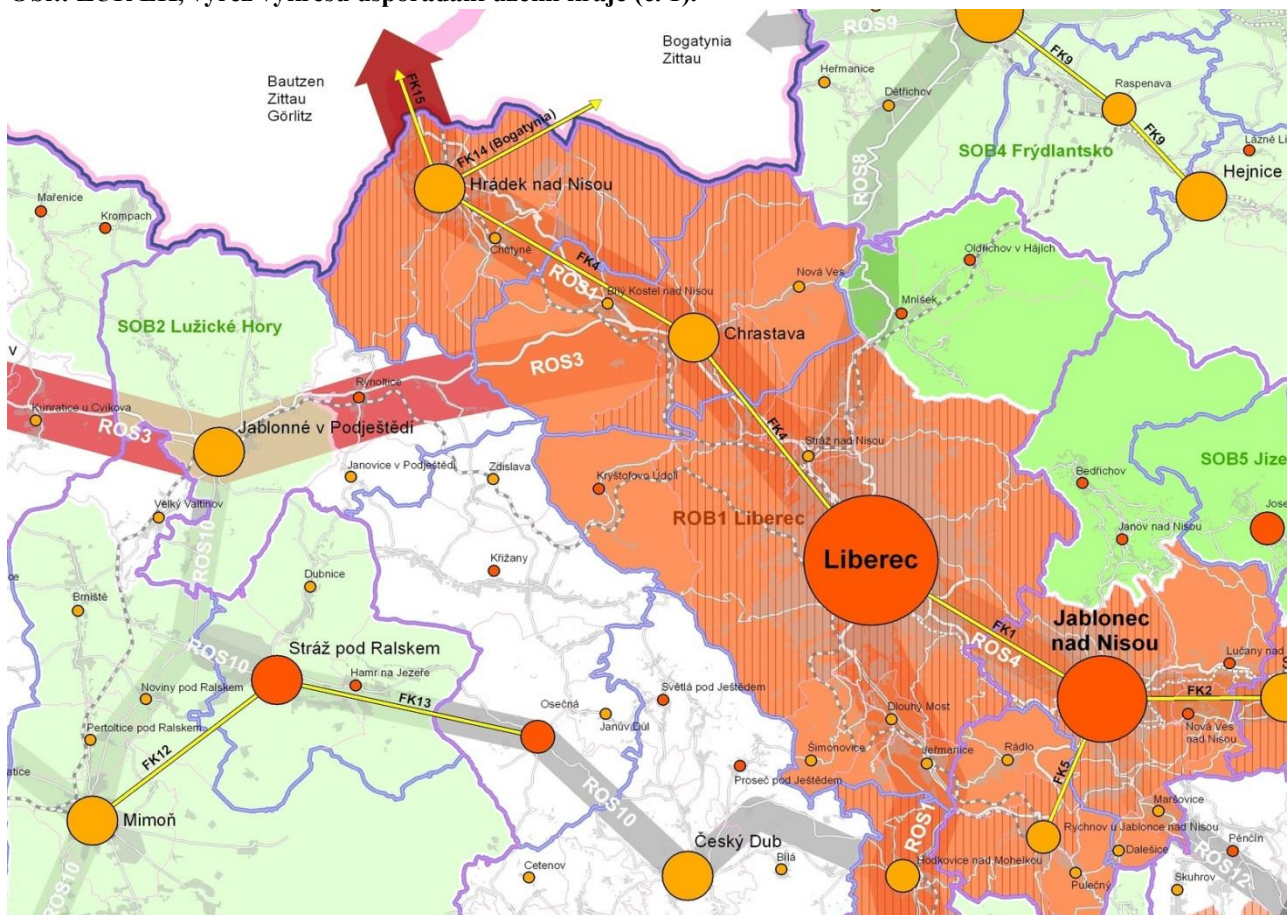 Bogatynia
Zittau
ROS9
Bautzen
Zittau
Görlitz
FK15
FK14 (Bogatynia)
Heřmanice
Dětřichov
FK9
Raspenava
FK9
SOB4 Frýdlantsko
Hejnice
ROS8
Hrádek nad Nisou
Mařenice
Krompach
Chotyně
FK4
ROS1
Bílý Kostel nad Nisou
Nová Ves
Oldřichov v Hájích
Mníšek
SOB2 Lužické Hory
Chrastava
ROS3
Rynoltice
Kunratice u Cvikova
ROS3
Jablonné v Podještědí
FK4
Stráž nad Nisou
Janovice v Podještědí
Zdislava
Kryštofovo Údolí
Bedřichov
SOB5 Jize
Velký Valtinov
ROS10
ROB1 Liberec
Janov nad Nisou
Jose
Liberec
Křižany
Dubnice
Brniště
FK1
ROS4
Jablonec
nad Nisou
Stráž pod Ralskem
ROS10
Lučany nad
Noviny pod Ralskem
Hamr na Jezeře
FK13
Osečná
Janův Důl
Světlá pod Ještědem
FK2
Nová Ves
nad Nisou
Dlouhý Most
Pertoltice pod Ralskem
FK12
Šimonovice
Jeřmanice
Rádlo
FK5
Proseč pod Ještědem
atice
Mimoň
ROS10
ROS1
Maršovice
Rychnov u Jablonce nad Nisou
Dalešice
Pěnčín
ROS12
Český Dub
Cetenov
Bílá
Hodkovice nad Mohelkou
Pulečný
Skuhrov
ROS10